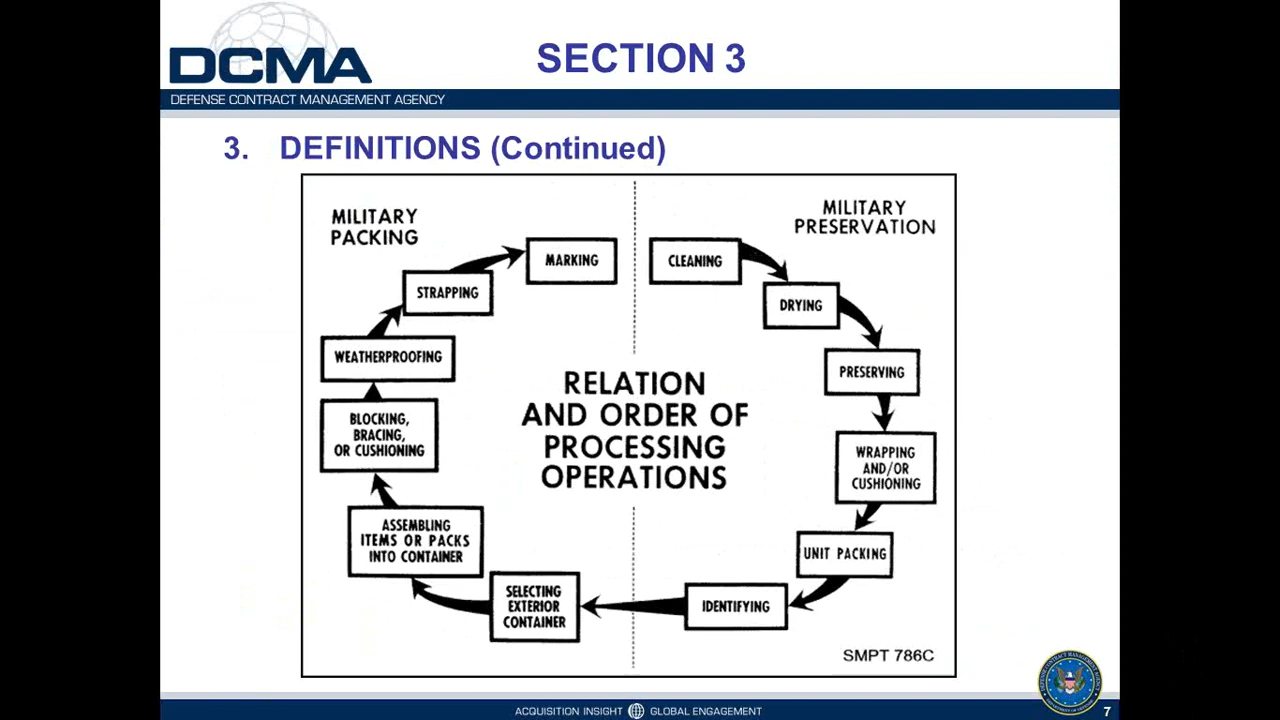 DCMA
DEFENSE CONTRACT MANAGEMENT AGENCY
SECTION 3
3. DEFINITIONS (Continued)
MILITARY
PACKING
MILITARY
PRESERVATION
CLEANING
DRYING
PRESERVING
WRAPPING
AND/OR
CUSHIONING
UNIT PACKING
IDENTIFYING
SELECTING
EXTERIOR
CONTAINER
ASSEMBLING
ITEMS OR PACKS
INTO CONTAINER
BLOCKING,
BRACING,
OR CUSHIONING
WEATHERPROOFING
STRAPPING
MARKING
RELATION
AND ORDER OF
PROCESSING
OPERATIONS
SMPT 786C
ACQUISITION INSIGHT GLOBAL ENGAGEMENT
7